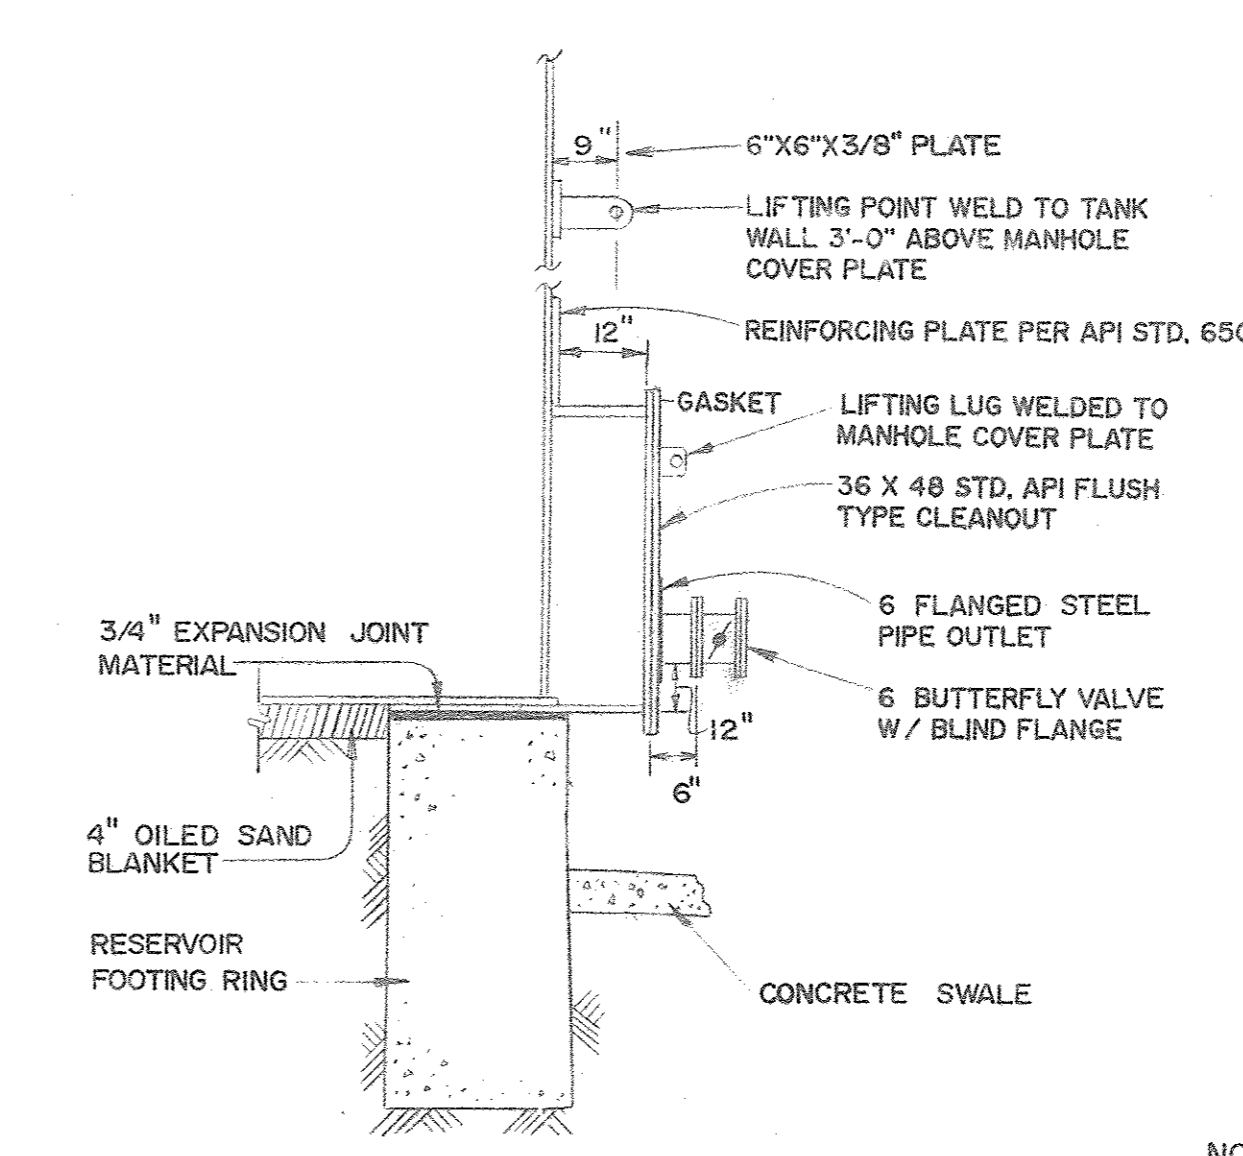 9"
6"X6"X3/8" PLATE
LIFTING POINT WELD TO TANK
WALL 3'-0" ABOVE MANHOLE
COVER PLATE
12"
REINFORCING PLATE PER API STD. 650
GASKET
LIFTING LUG WELDED TO
MANHOLE COVER PLATE
36 X 48 STD. API FLUSH
TYPE CLEANOUT
6 FLANGED STEEL
PIPE OUTLET
3/4" EXPANSION JOINT
MATERIAL
6 BUTTERFLY VALVE
W/ BLIND FLANGE
12"
6"
4" OILED SAND
BLANKET
RESERVOIR
FOOTING RING
CONCRETE SWALE